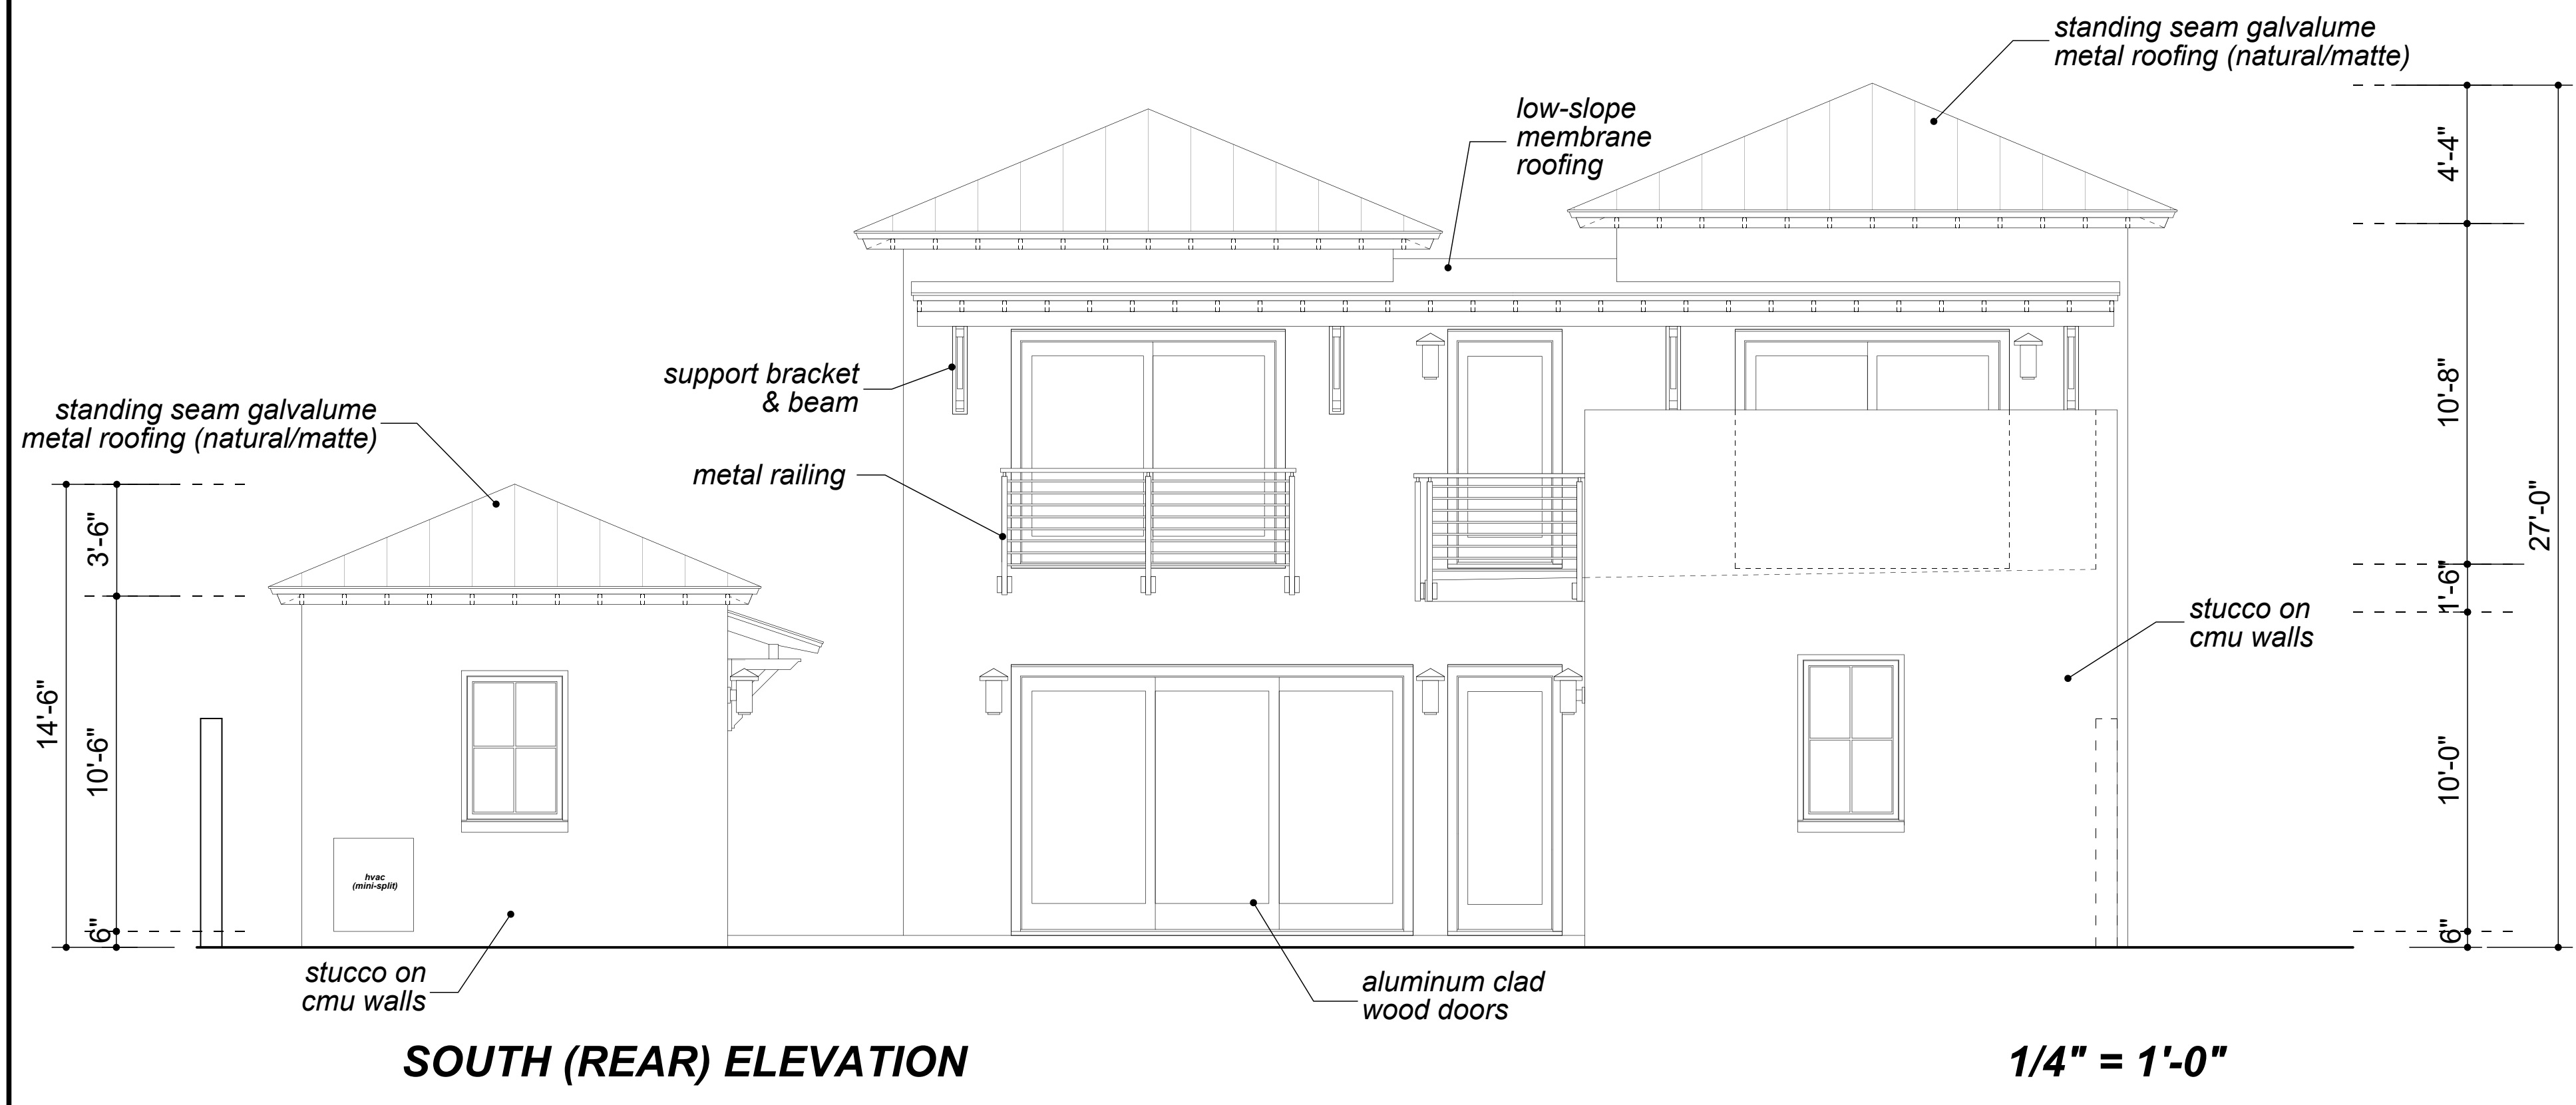 standing seam galvalume
metal roofing (natural/matte)
low-slope
membrane
roofing
4'-4"
support bracket
& beam
10'-8"
standing seam galvalume
metal roofing (natural/matte)
metal railing
27'-0"
3'-6"
1'-6"
stucco on
cmu walls
14'-6"
10'-6"
10'-0"
hvac
(mini-split)
6"
6"
stucco on
cmu walls
aluminum clad
wood doors
SOUTH (REAR) ELEVATION
1/4" = 1'-0"